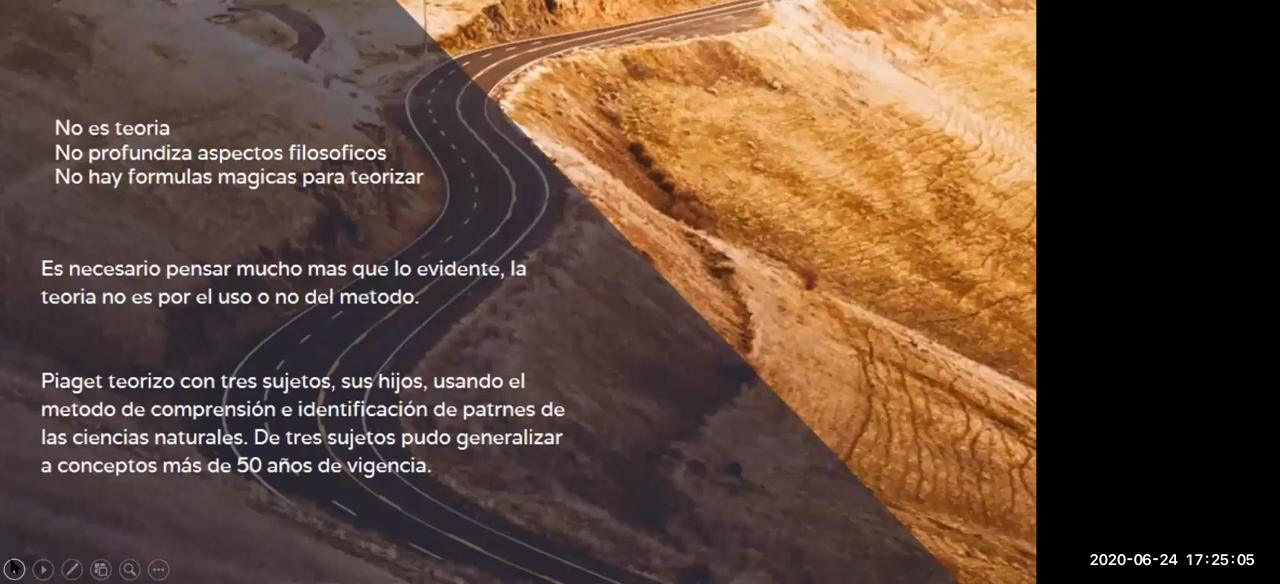 No es teoria
No profundiza aspectos filosoficos
No hay formulas magicas para teorizar
Es necesario pensar mucho mas que lo evidente, la
teoria no es por el uso o no del metodo.
Piaget teorizo con tres sujetos, sus hijos, usando el
metodo de comprensión e identificación de patrnes de
las ciencias naturales. De tres sujetos pudo generalizar
a conceptos más de 50 años de vigencia.
2020-06-24 17:25:05